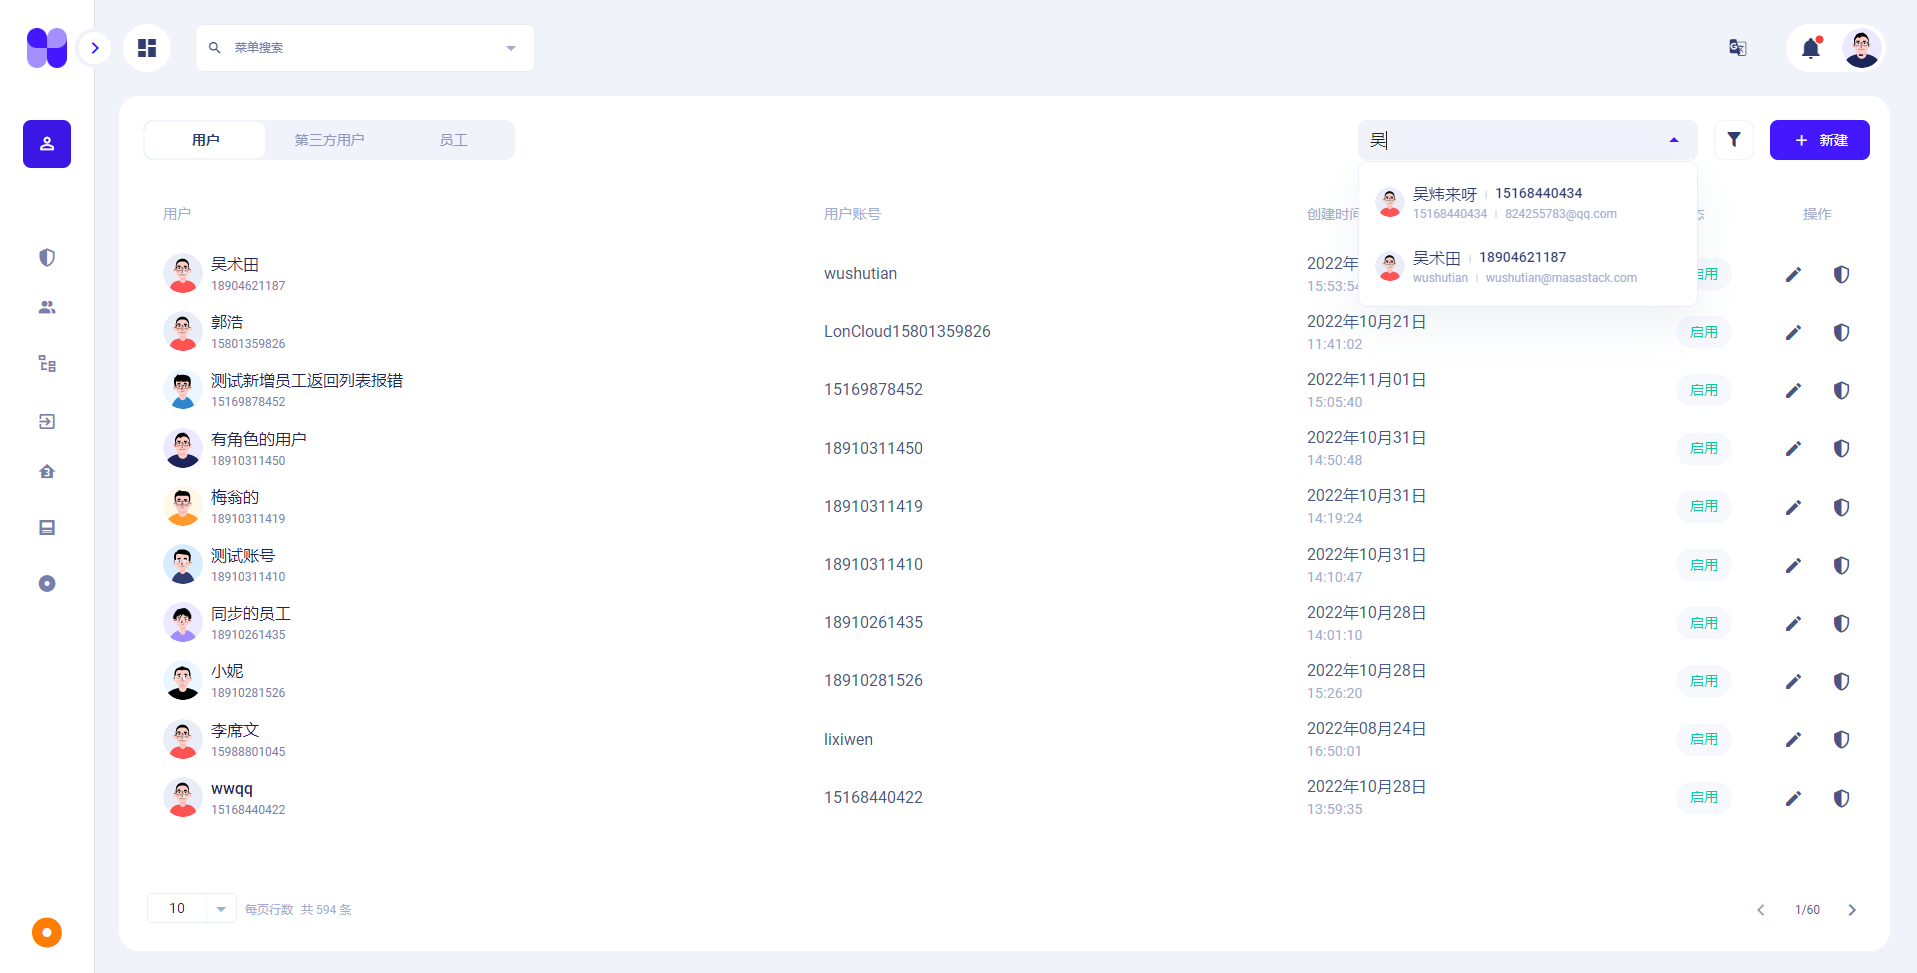 菜单搜索
用户
第三方用户
员工
吴
新建
吴炜来呀 15168440434
15168440434 824255783@qq.com
吴术田 18904621187
wushutian wushutian@masastack.com
用户
用户账号
创建时间
态
操作
吴术田
18904621187
wushutian
2022年
15:53:54
启用
郭浩
15801359826
LonCloud15801359826
2022年10月21日
11:41:02
启用
测试新增员工返回列表报错
15169878452
15169878452
2022年11月01日
15:05:40
启用
有角色的用户
18910311450
18910311450
2022年10月31日
14:50:48
启用
梅翁的
18910311419
18910311419
2022年10月31日
14:19:24
启用
测试账号
18910311410
18910311410
2022年10月31日
14:10:47
启用
同步的员工
18910261435
18910261435
2022年10月28日
14:01:10
启用
小妮
18910281526
18910281526
2022年10月28日
15:26:20
启用
李席文
15988801045
lixiwen
2022年08月24日
16:50:01
启用
wwqq
15168440422
15168440422
2022年10月28日
13:59:35
启用
10
每页行数 共 594 条
1/60